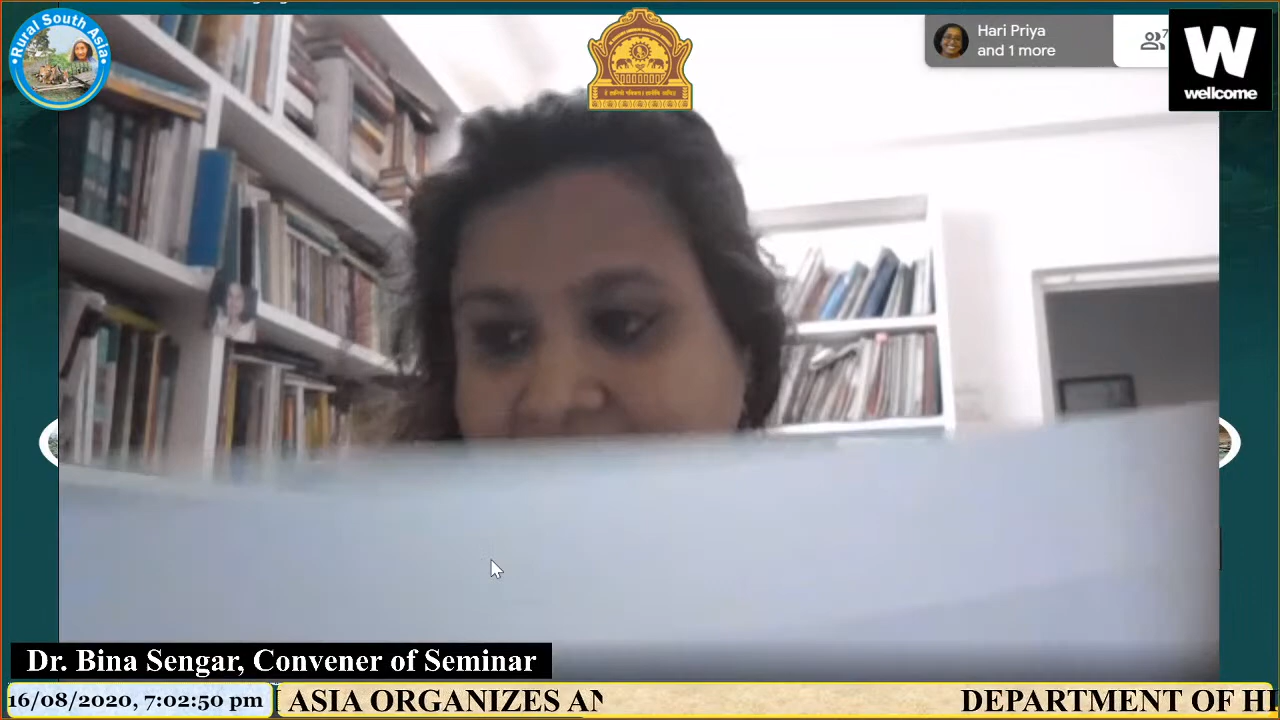 Rural South Asia
Hari Priya
and 1 more
7
W
wellcome
Dr. Bina Sengar, Convener of Seminar
16/08/2020, 7:02:50 pm
ASIA ORGANIZES AN
DEPARTMENT OF HI